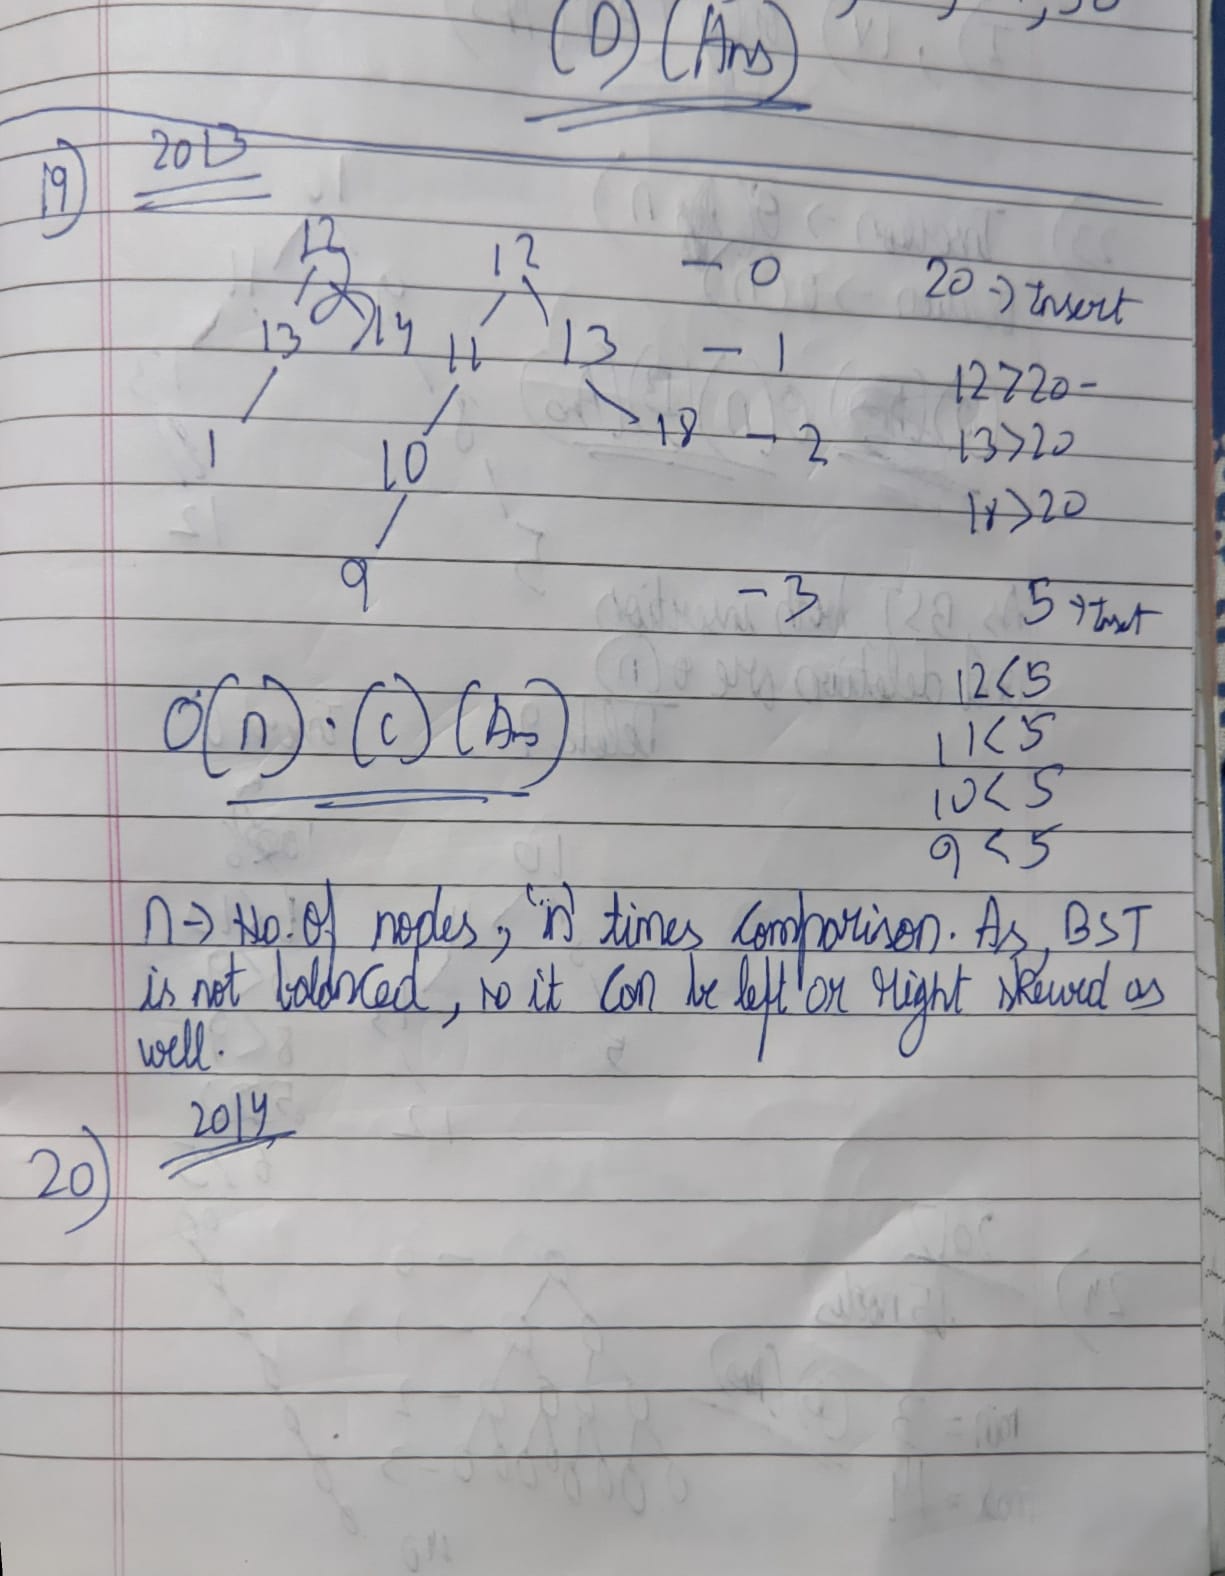 (D) (Ans)
19) 2013
12 12 - 0 20 -> Insert
13 14 11 13 - 1
12>20-
1 10 18 - 2 13>20
18>20
9 - 3 5 -> Inset
12<5
O(n) . (C) (Ans) 11<5
10<5
9<5
n -> No. Of nodes, 'n' times Comparison. As, BST
is not balanced, so it can be left or right skewed as
well.
2014
20)